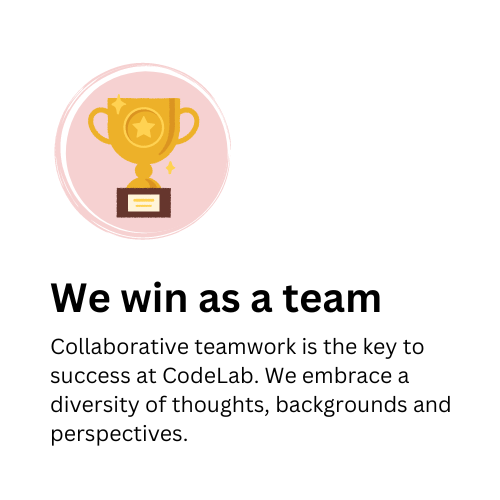 We win as a team
Collaborative teamwork is the key to
success at CodeLab. We embrace a
diversity of thoughts, backgrounds and
perspectives.